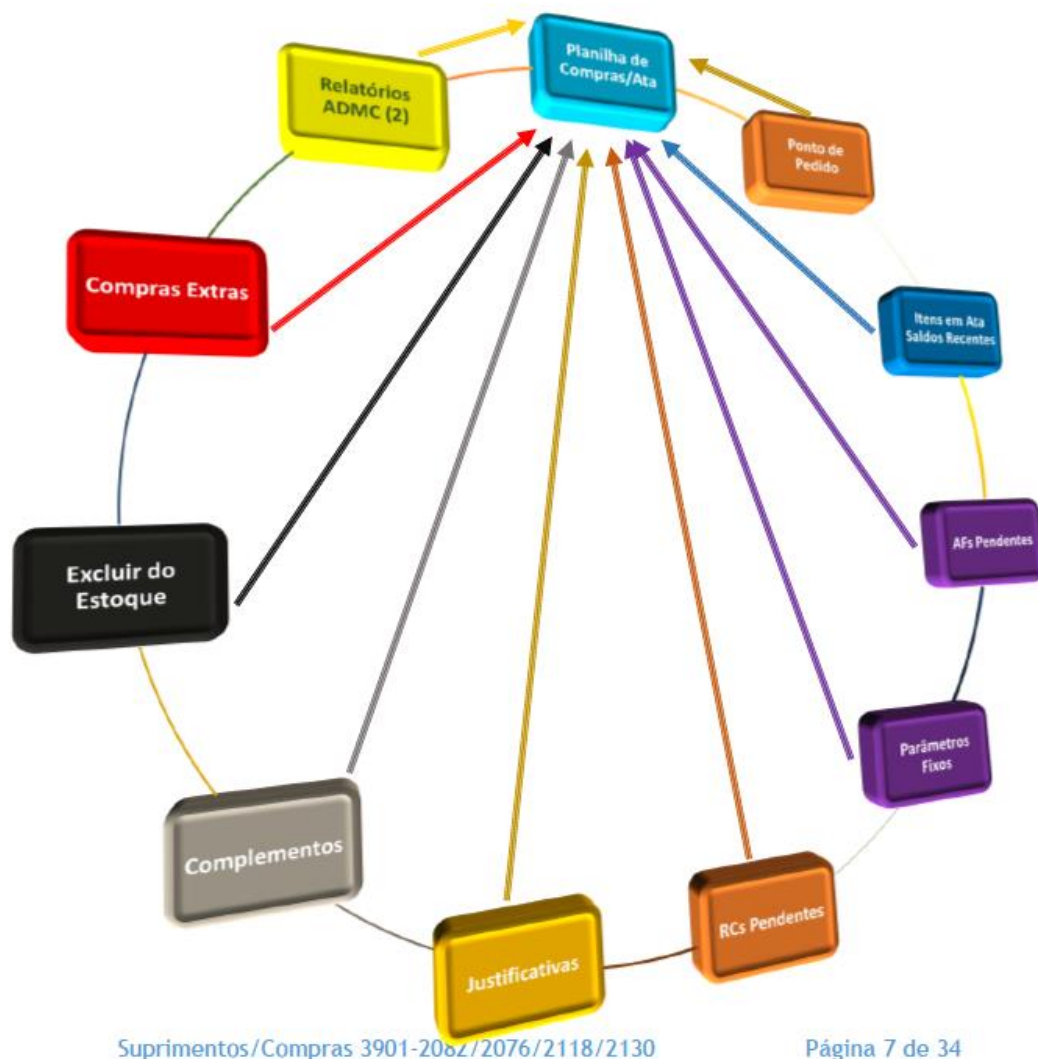 Planilha de
Compras/Ata
Relatórios
ADMC (2)
Ponto de
Pedido
Compras Extras
Itens em Ata
Saldos Recentes
Excluir do
Estoque
AFs Pendentes
Parâmetros
Fixos
Complementos
RCs Pendentes
Justificativas
Suprimentos/Compras 3901-2082/2076/2118/2130
Página 7 de 34